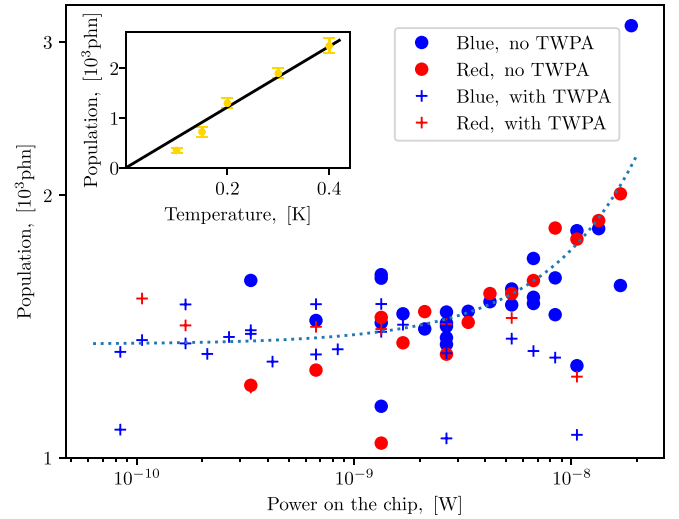 Population, [10³phn]
3
2
1
10⁻¹⁰
10⁻⁹
10⁻⁸
Power on the chip, [W]
Population, [10³phn]
2
1
0
0.2
0.4
Temperature, [K]
Blue, no TWPA
Red, no TWPA
Blue, with TWPA
Red, with TWPA